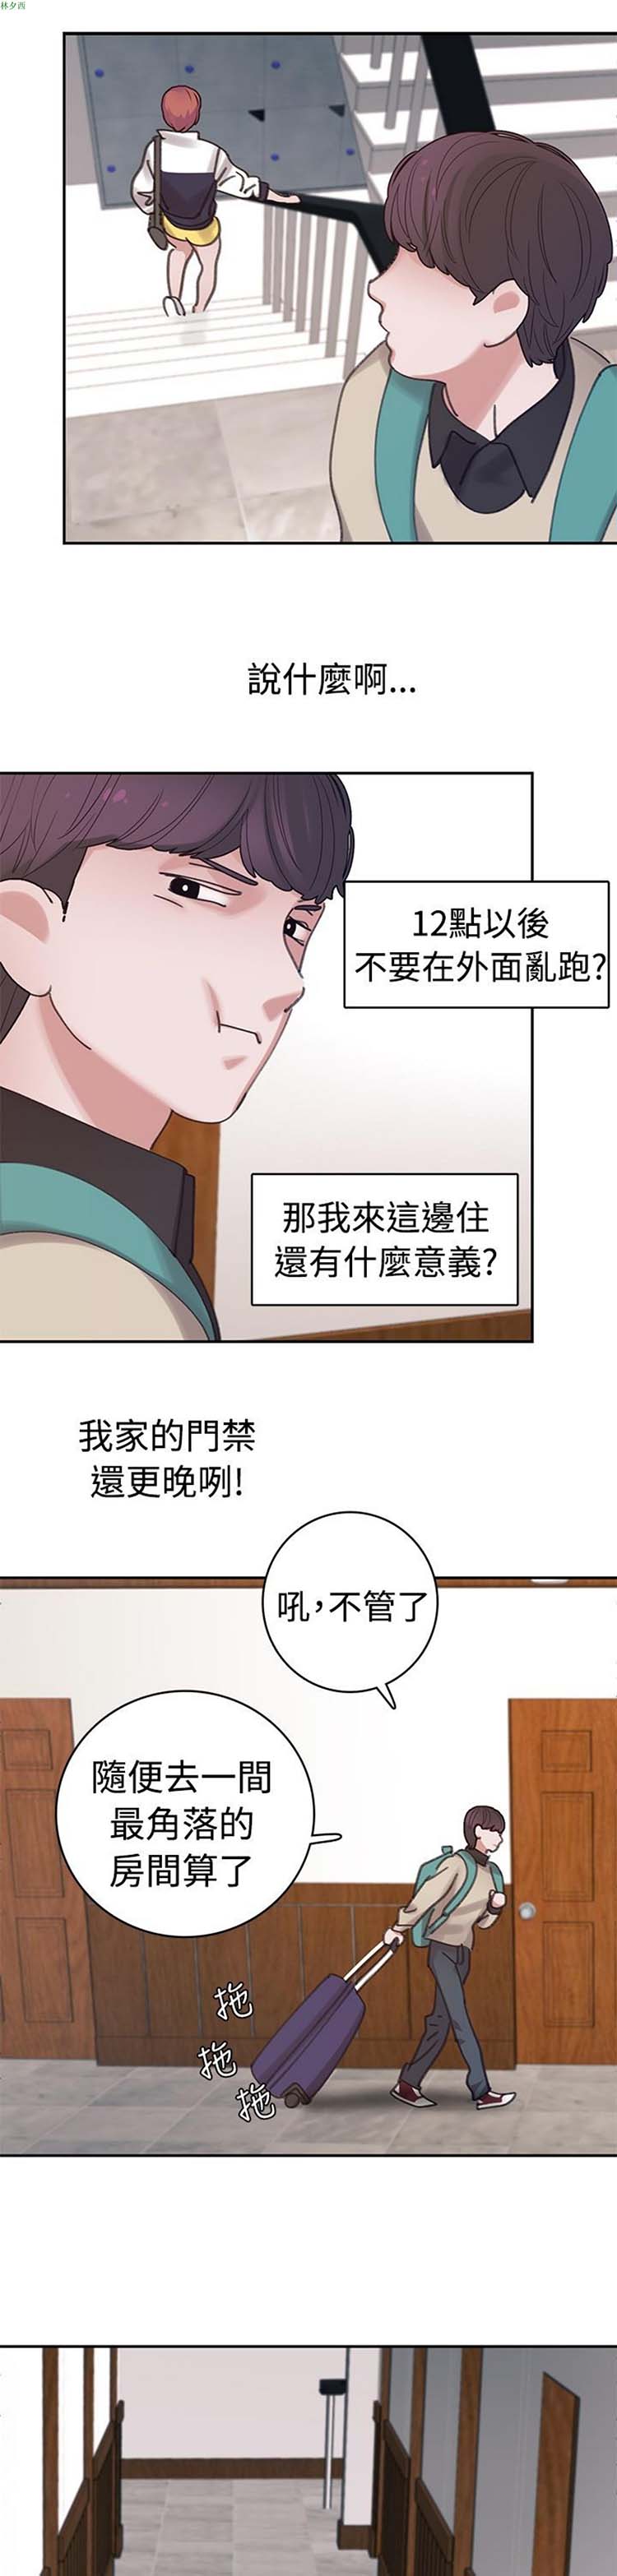 林夕西
說什麼啊...
12點以後
不要在外面亂跑?
那我來這邊住
還有什麼意義?
我家的門禁
還更晚咧!
吼，不管了
隨便去一間
最角落的
房間算了
拖
拖
拖